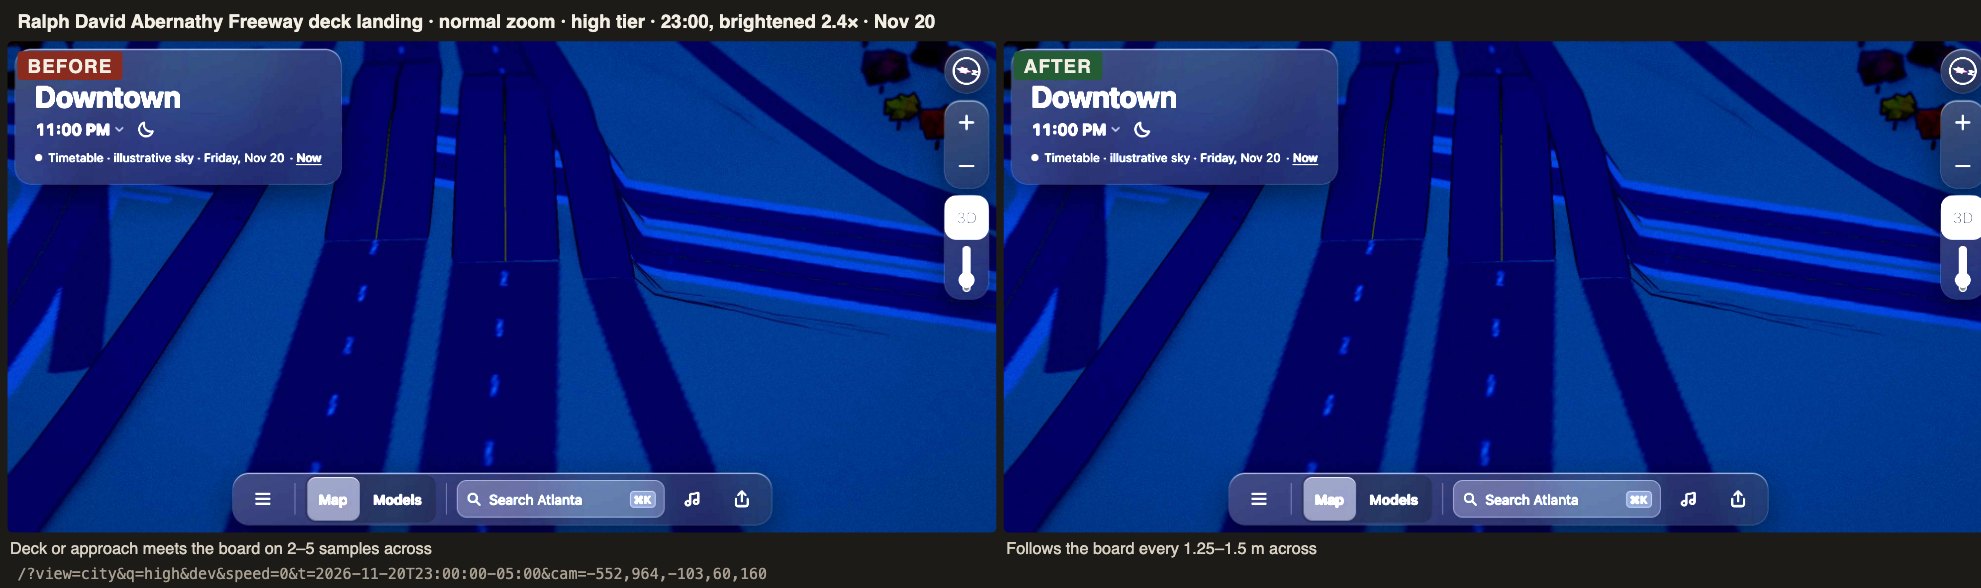 Ralph David Abernathy Freeway deck landing · normal zoom · high tier · 23:00, brightened 2.4× · Nov 20
BEFORE
Downtown
11:00 PM
Timetable · illustrative sky · Friday, Nov 20 · Now
+
−
3D
Map
Models
Search Atlanta
⌘K
Deck or approach meets the board on 2–5 samples across
AFTER
Downtown
11:00 PM
Timetable · illustrative sky · Friday, Nov 20 · Now
+
−
3D
Map
Models
Search Atlanta
⌘K
Follows the board every 1.25–1.5 m across
/?view=city&q=high&dev&speed=0&t=2026-11-20T23:00:00-05:00&cam=-552,964,-103,60,160